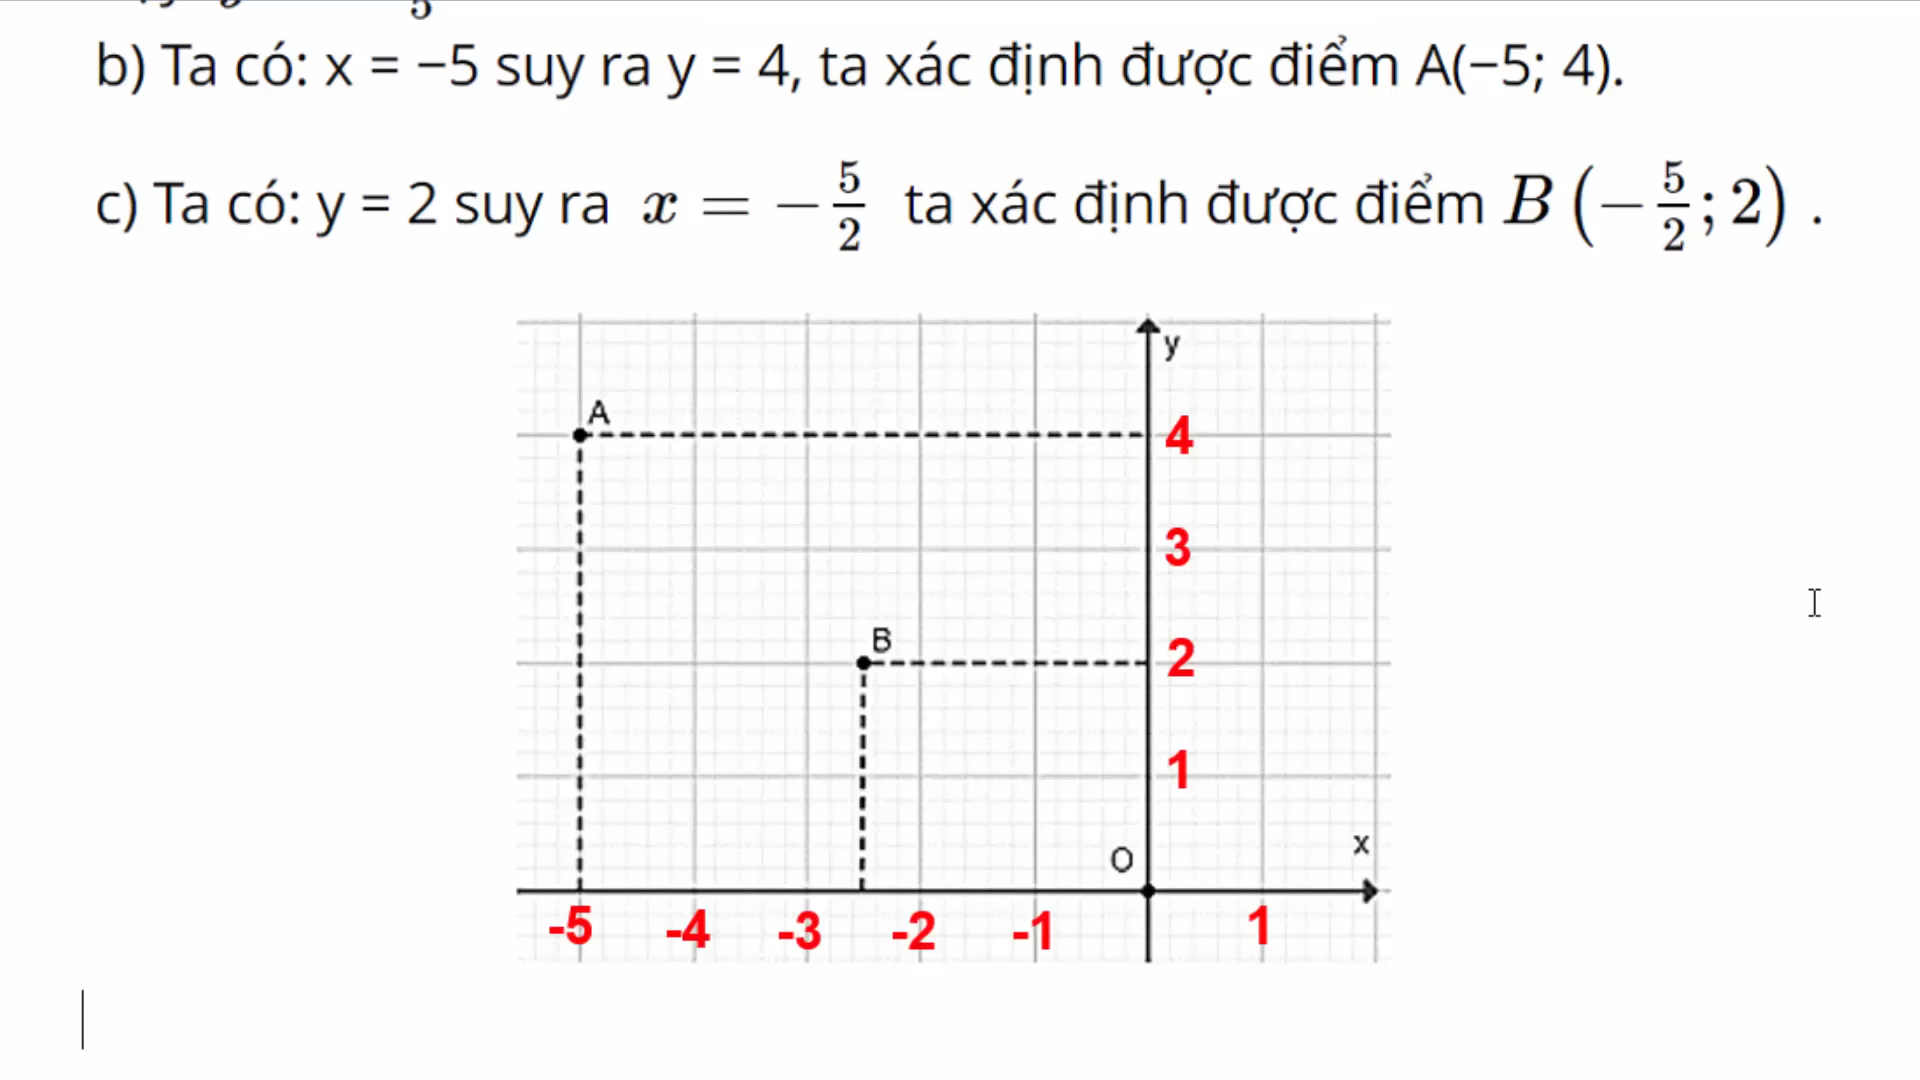 5
b) Ta có: x = −5 suy ra y = 4, ta xác định được điểm A(−5; 4).
c) Ta có: y = 2 suy ra x = −5/2 ta xác định được điểm B(−5/2; 2) .
y
A
4
3
B
2
1
x
O
-5 -4 -3 -2 -1 1